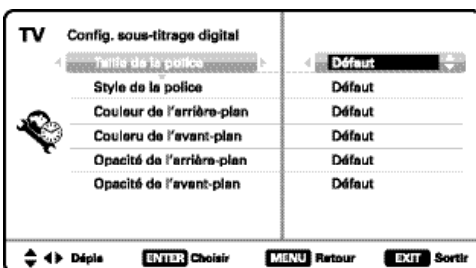 TV Config. sous-titrage digital
Taille de la police Défaut
Style de la police Défaut
Couleur de l'arrière-plan Défaut
Couleru de l'avant-plan Défaut
Opacité de l'arrière-plan Défaut
Opacité de l'avant-plan Défaut
Dépla ENTER Choisir MENU Retour EXIT Sortir